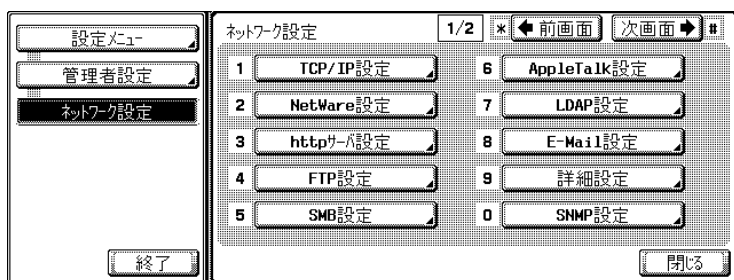 設定メニュー
管理者設定
ネットワーク設定
終了
ネットワーク設定 1/2 * 前画面 次画面 #
1 TCP/IP設定 6 AppleTalk設定
2 NetWare設定 7 LDAP設定
3 httpサーバ設定 8 E-Mail設定
4 FTP設定 9 詳細設定
5 SMB設定 0 SNMP設定
閉じる